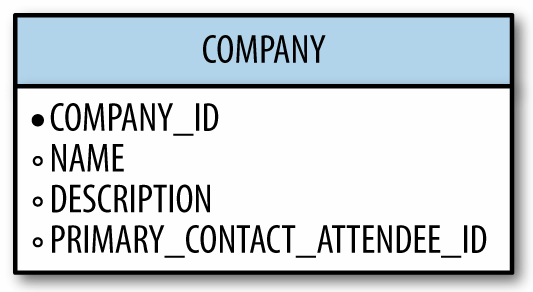 COMPANY
COMPANY_ID
NAME
DESCRIPTION
PRIMARY_CONTACT_ATTENDEE_ID